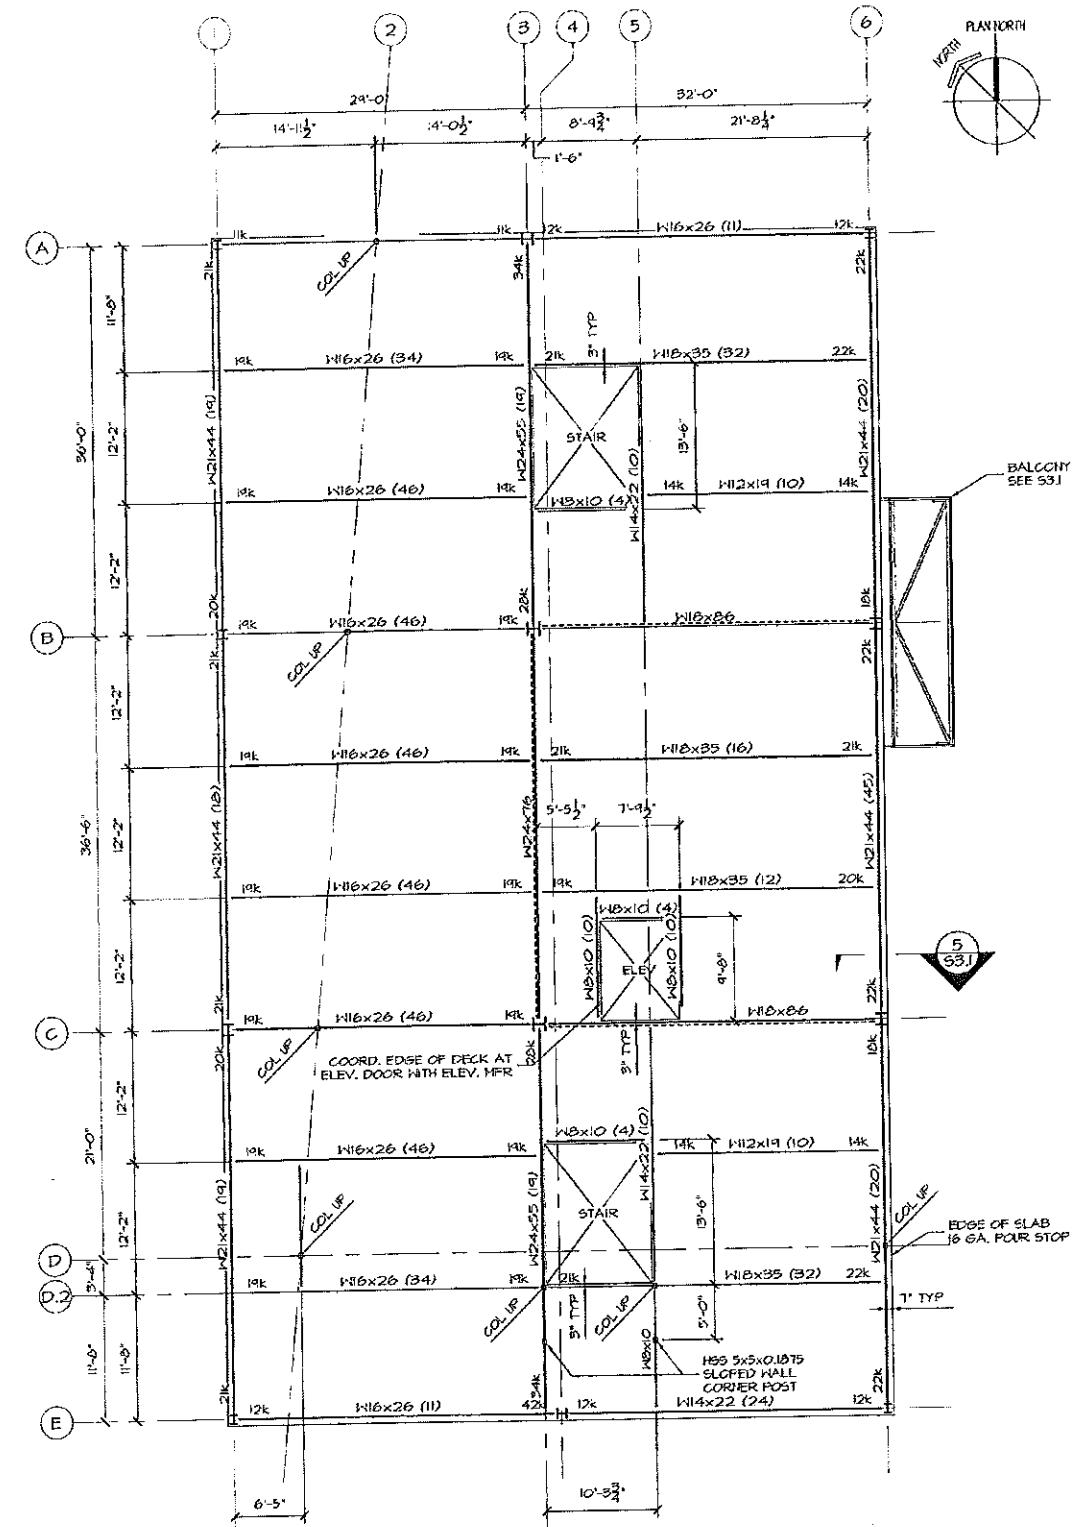 1 2 3 4 5 6
PLAN NORTH
NORTH
29'-0" 32'-0"
14'-11½" 14'-0½" 8'-9¾" 21'-8¼"
1'-6"
A
11k 11k 12k W16x26 (11) 12k
21k 34k 22k
COL UP
11'-8"
3" TYP
19k W16x26 (34) 19k 21k W18x35 (32) 22k
W21x44 (19) W24x55 (19) W21x44 (20)
STAIR
13'-6"
36'-0"
12'-2"
W14x22 (10)
BALCONY
SEE S3.1
19k W16x26 (46) 19k W8x10 (4) 14k W12x19 (10) 14k
12'-2"
20k 28k 18k
B
19k W16x26 (46) 19k W18x86
21k 22k
COL UP
12'-2"
19k W16x26 (46) 19k 21k W18x35 (16) 21k
36'-6"
12'-2"
W21x44 (18) W24x76 W21x44 (45)
5'-5½" 7'-9½"
19k W16x26 (46) 19k 19k W18x35 (12) 20k
W8x10 (4)
W8x10 (10) W8x10 (10)
ELEV
9'-8"
5
S3.1
12'-2"
21k 22k
C
19k W16x26 (46) 19k W18x86
20k 28k 18k
COL UP
COORD. EDGE OF DECK AT
ELEV. DOOR WITH ELEV. MFR
3" TYP
12'-2"
21'-0"
W8x10 (4)
W14x22 (10)
19k W16x26 (46) 19k 14k W12x19 (10) 14k
W21x44 (19) W24x55 (19) W21x44 (20)
COL UP
STAIR
13'-6"
COL UP
12'-2"
D
EDGE OF SLAB
16 GA. POUR STOP
3'-4"
19k W16x26 (34) 19k 21k W18x35 (32) 22k
D.2
7" TYP
COL UP
3" TYP
COL UP
5'-0"
W8x10
11'-8" 11'-8"
HSS 5x5x0.1875
SLOPED WALL
CORNER POST
21k 34k 22k
E
12k W16x26 (11) 42k 12k W14x22 (24) 12k
6'-5" 10'-3¾"